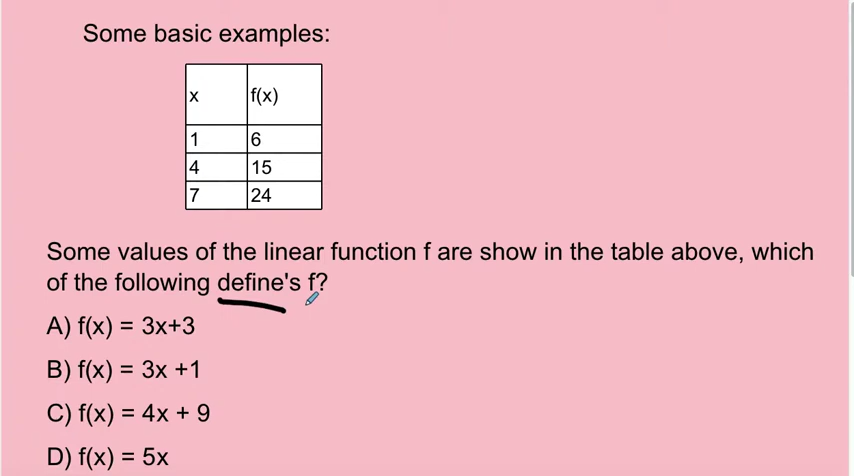 Some basic examples:
x f(x)
1 6
4 15
7 24
Some values of the linear function f are show in the table above, which
of the following define's f?
A) f(x) = 3x+3
B) f(x) = 3x +1
C) f(x) = 4x + 9
D) f(x) = 5x